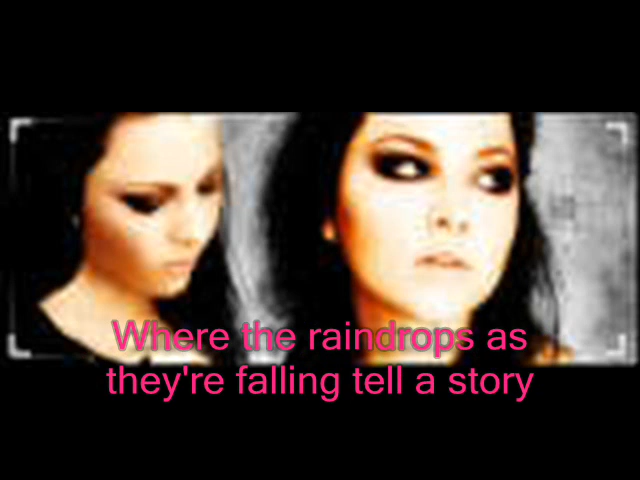 Where the raindrops as
they're falling tell a story